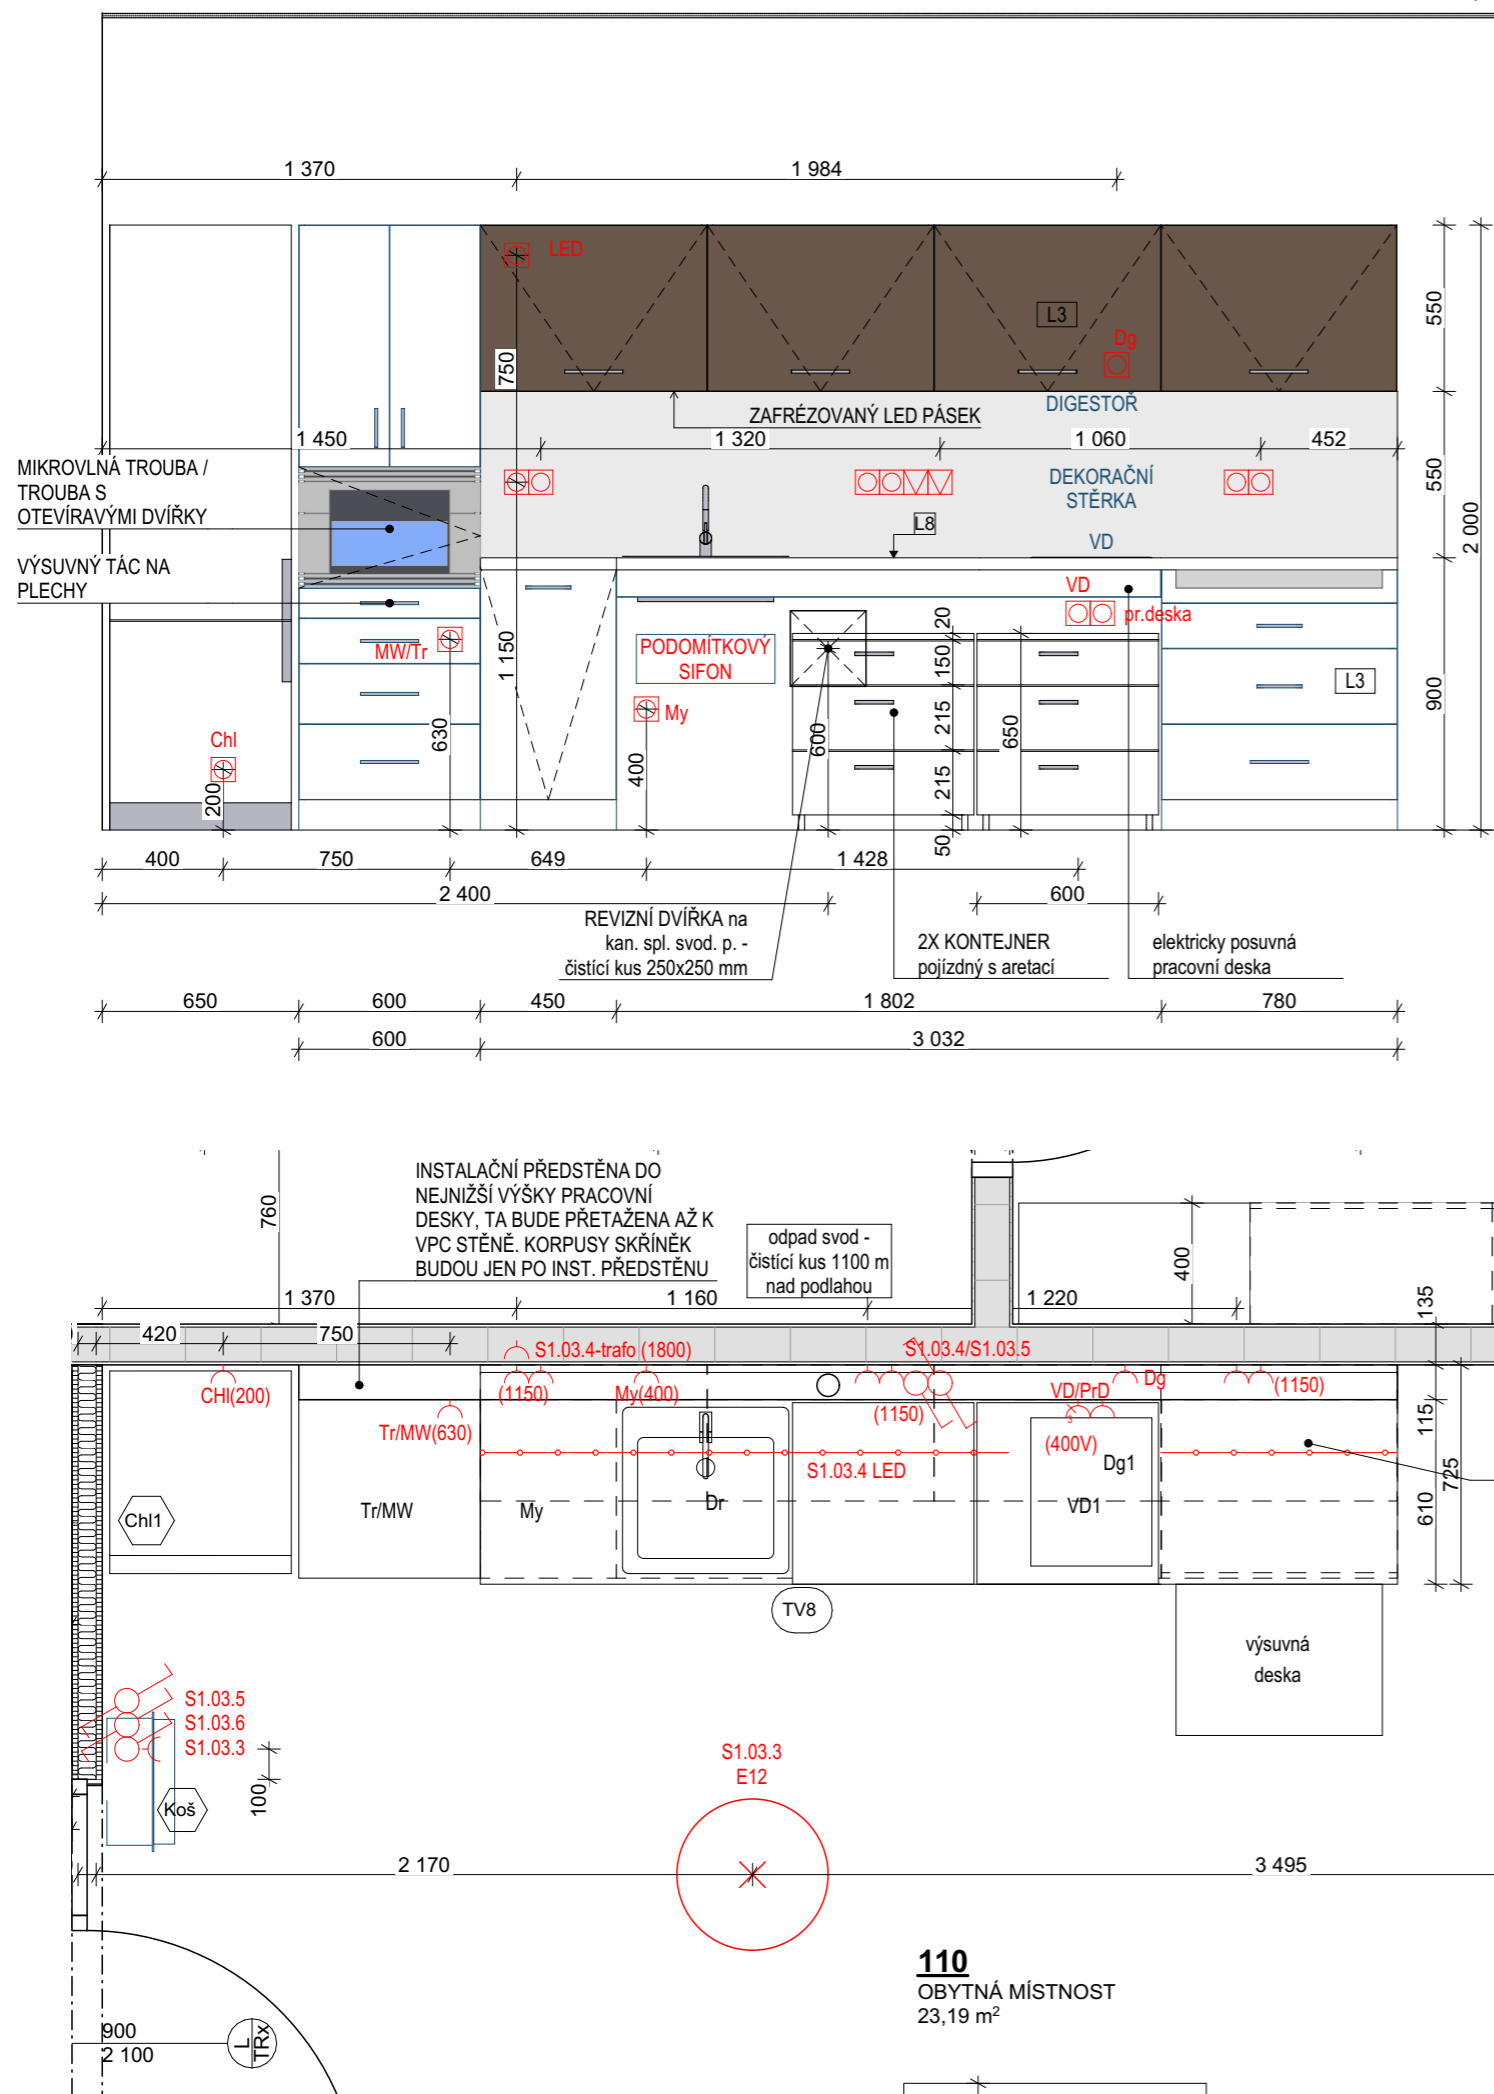 1 370
1 984
LED
L3
Dg
550
750
ZAFRÉZOVANÝ LED PÁSEK
DIGESTOŘ
1 450
1 320
1 060
452
MIKROVLNÁ TROUBA /
TROUBA S
OTEVÍRAVÝMI DVÍŘKY
DEKORAČNÍ
STĚRKA
550
2 000
L8
VD
VÝSUVNÝ TÁC NA
PLECHY
VD
pr.deska
20
MW/Tr
PODOMÍTKOVÝ
SIFON
150
1 150
L3
900
My
630
215
650
600
Chl
400
215
200
50
400
750
649
1 428
2 400
600
REVIZNÍ DVÍŘKA na
kan. spl. svod. p. -
čistící kus 250x250 mm
2X KONTEJNER
pojízdný s aretací
elektricky posuvná
pracovní deska
650
600
450
1 802
780
600
3 032
INSTALAČNÍ PŘEDSTĚNA DO
NEJNIŽŠÍ VÝŠKY PRACOVNÍ
DESKY, TA BUDE PŘETAŽENA AŽ K
VPC STĚNĚ. KORPUSY SKŘÍNĚK
BUDOU JEN PO INST. PŘEDSTĚNU
760
odpad svod -
čistící kus 1100 m
nad podlahou
400
1 370
1 160
1 220
135
420
750
S1.03.4-trafo (1800)
S1.03.4/S1.03.5
CHl(200)
(1150)
My(400)
Dg
VD/PrD
(1150)
(1150)
115
Tr/MW(630)
(400V)
S1.03.4 LED
Dg1
725
Chl1
Tr/MW
My
Dr
VD1
610
TV8
výsuvná
deska
S1.03.5
S1.03.6
S1.03.3
S1.03.3
E12
100
Koš
2 170
3 495
110
OBYTNÁ MÍSTNOST
23,19 m²
900
2 100
L
TRx